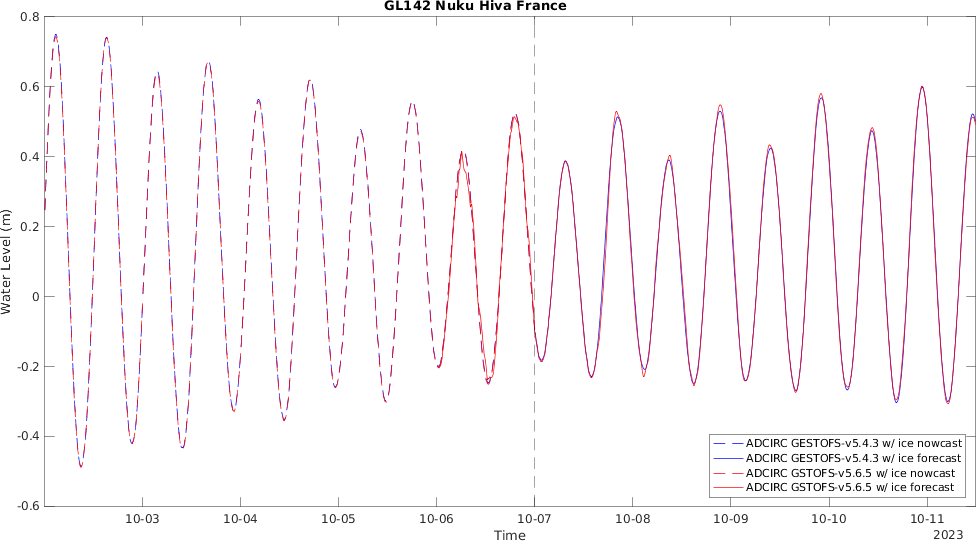 GL142 Nuku Hiva France
0.8
0.6
0.4
0.2
0
-0.2
-0.4
-0.6
Water Level (m)
ADCIRC GESTOFS-v5.4.3 w/ ice nowcast
ADCIRC GESTOFS-v5.4.3 w/ ice forecast
ADCIRC GSTOFS-v5.6.5 w/ ice nowcast
ADCIRC GSTOFS-v5.6.5 w/ ice forecast
10-03 10-04 10-05 10-06 10-07 10-08 10-09 10-10 10-11
Time
2023